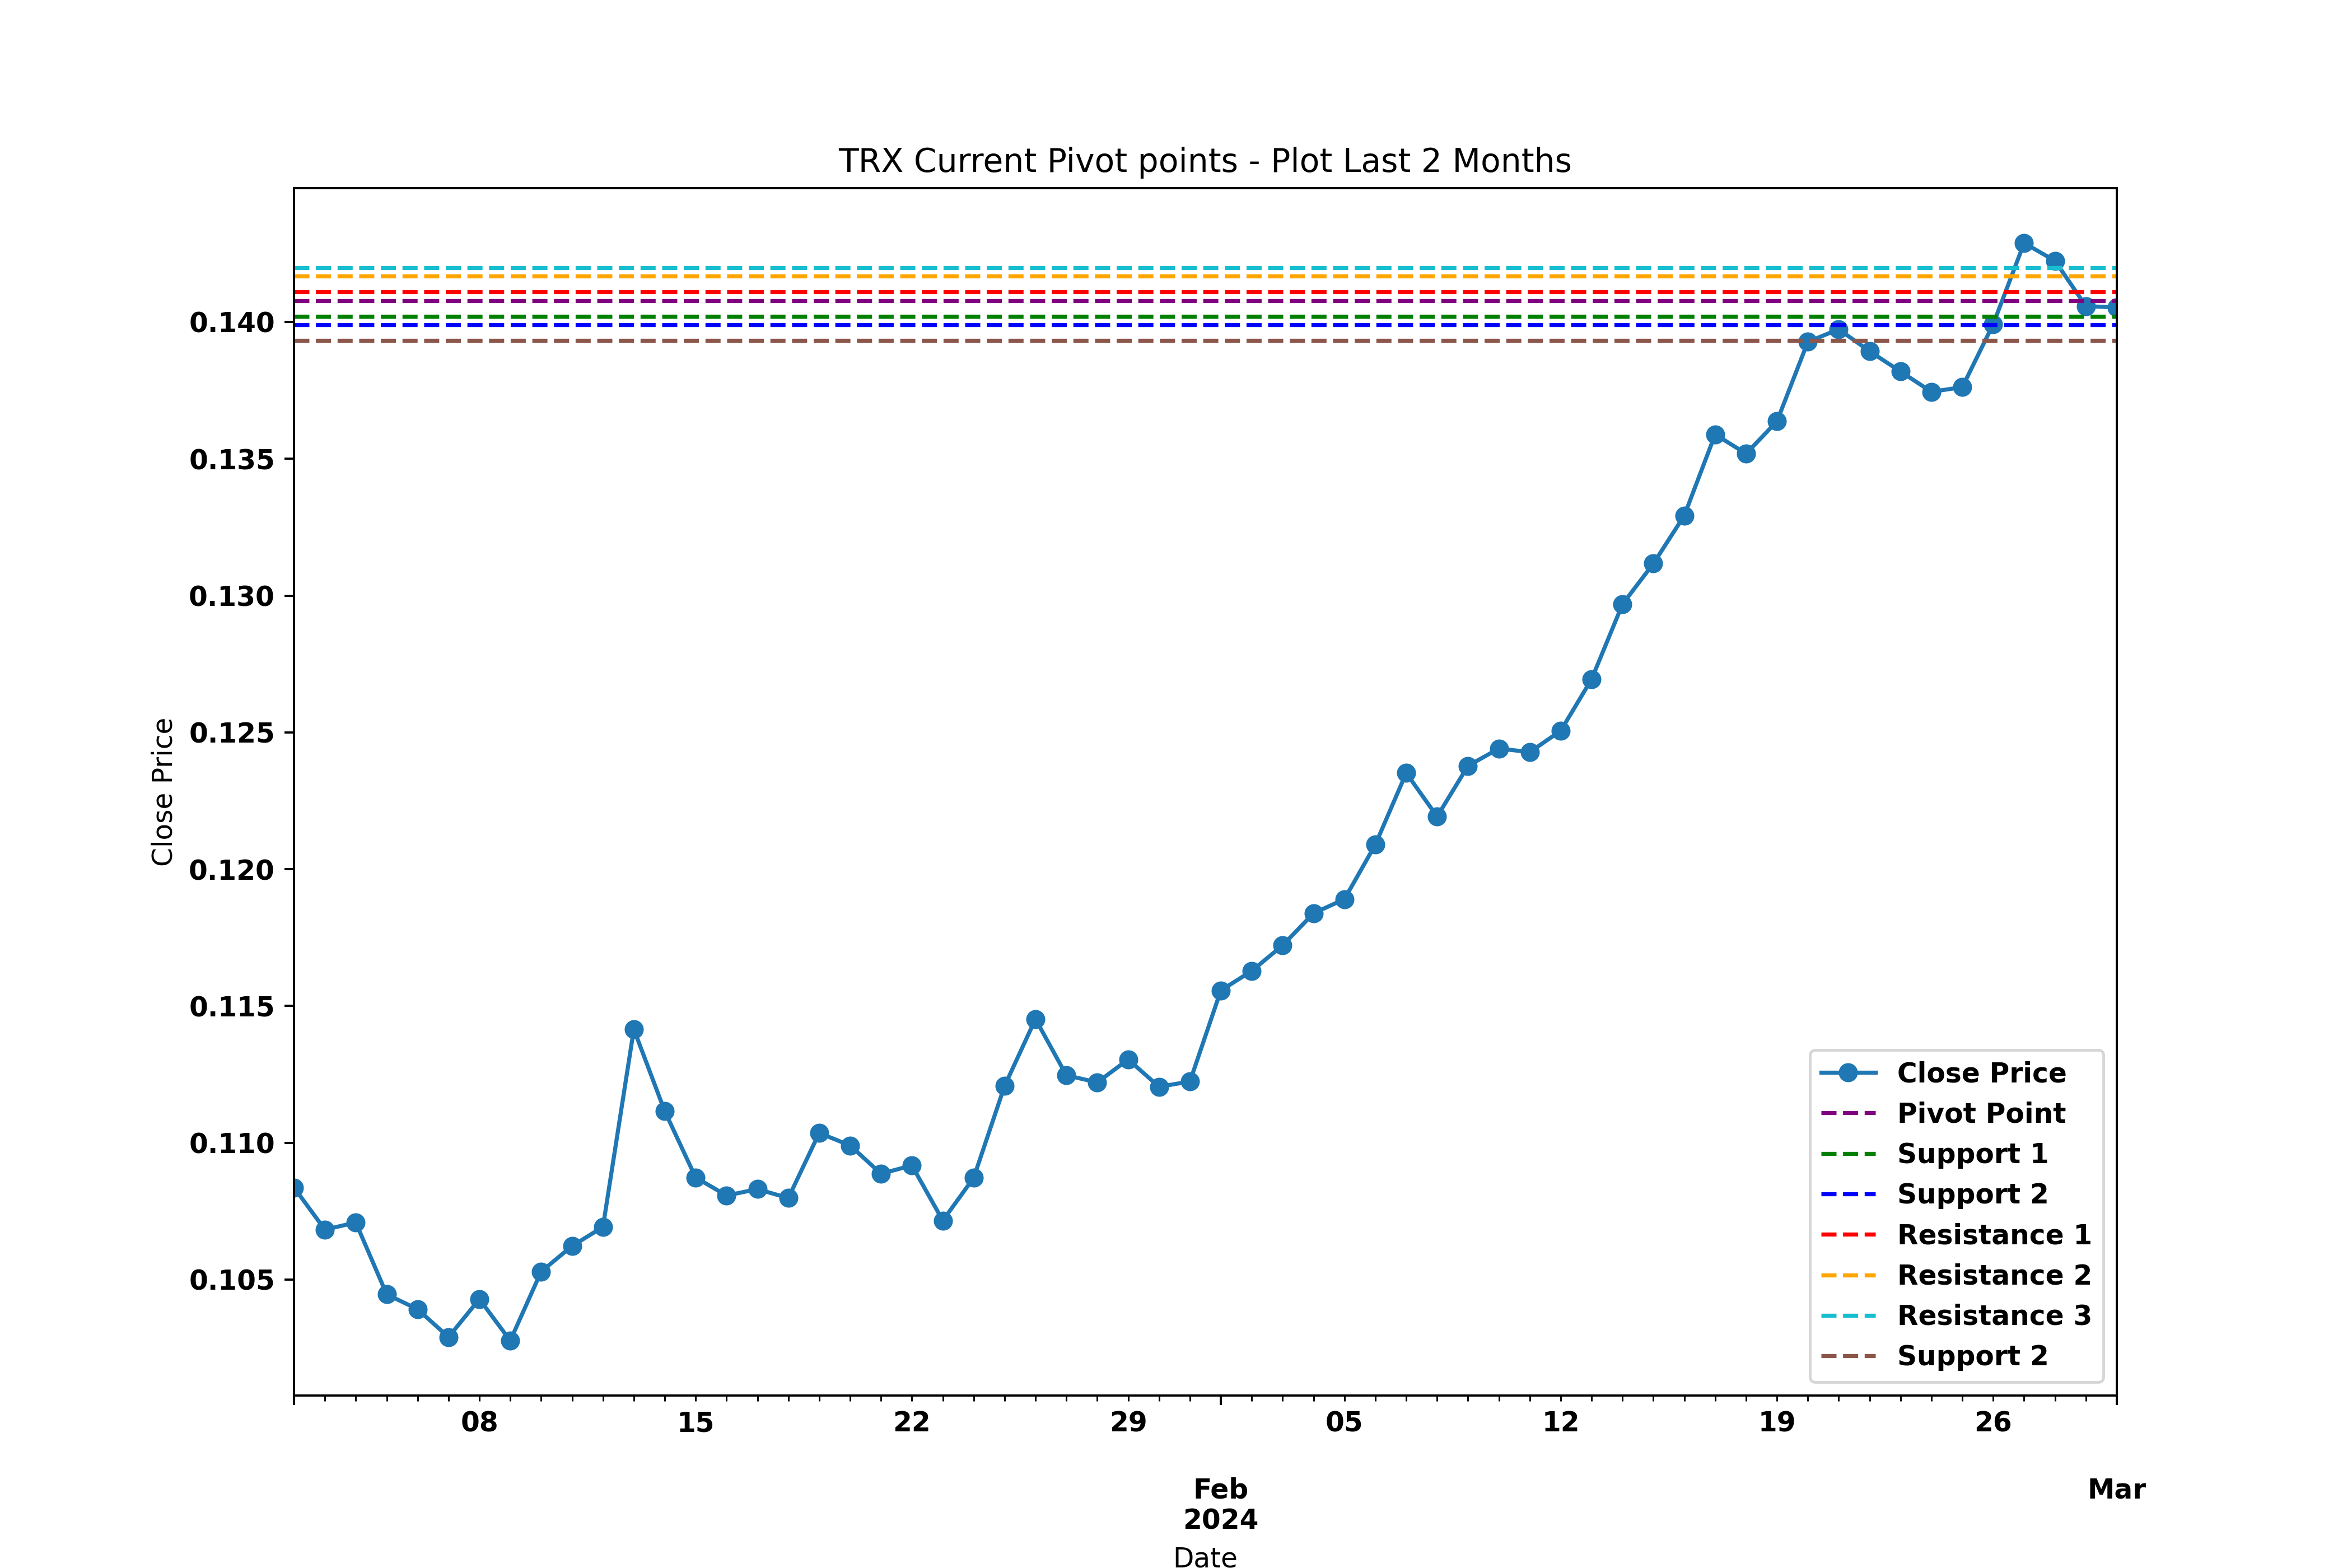 TRX Current Pivot points - Plot Last 2 Months
Close Price
0.140
0.135
0.130
0.125
0.120
0.115
0.110
0.105
Close Price
Pivot Point
Support 1
Support 2
Resistance 1
Resistance 2
Resistance 3
Support 2
08 15 22 29 05 12 19 26
Feb Mar
2024
Date